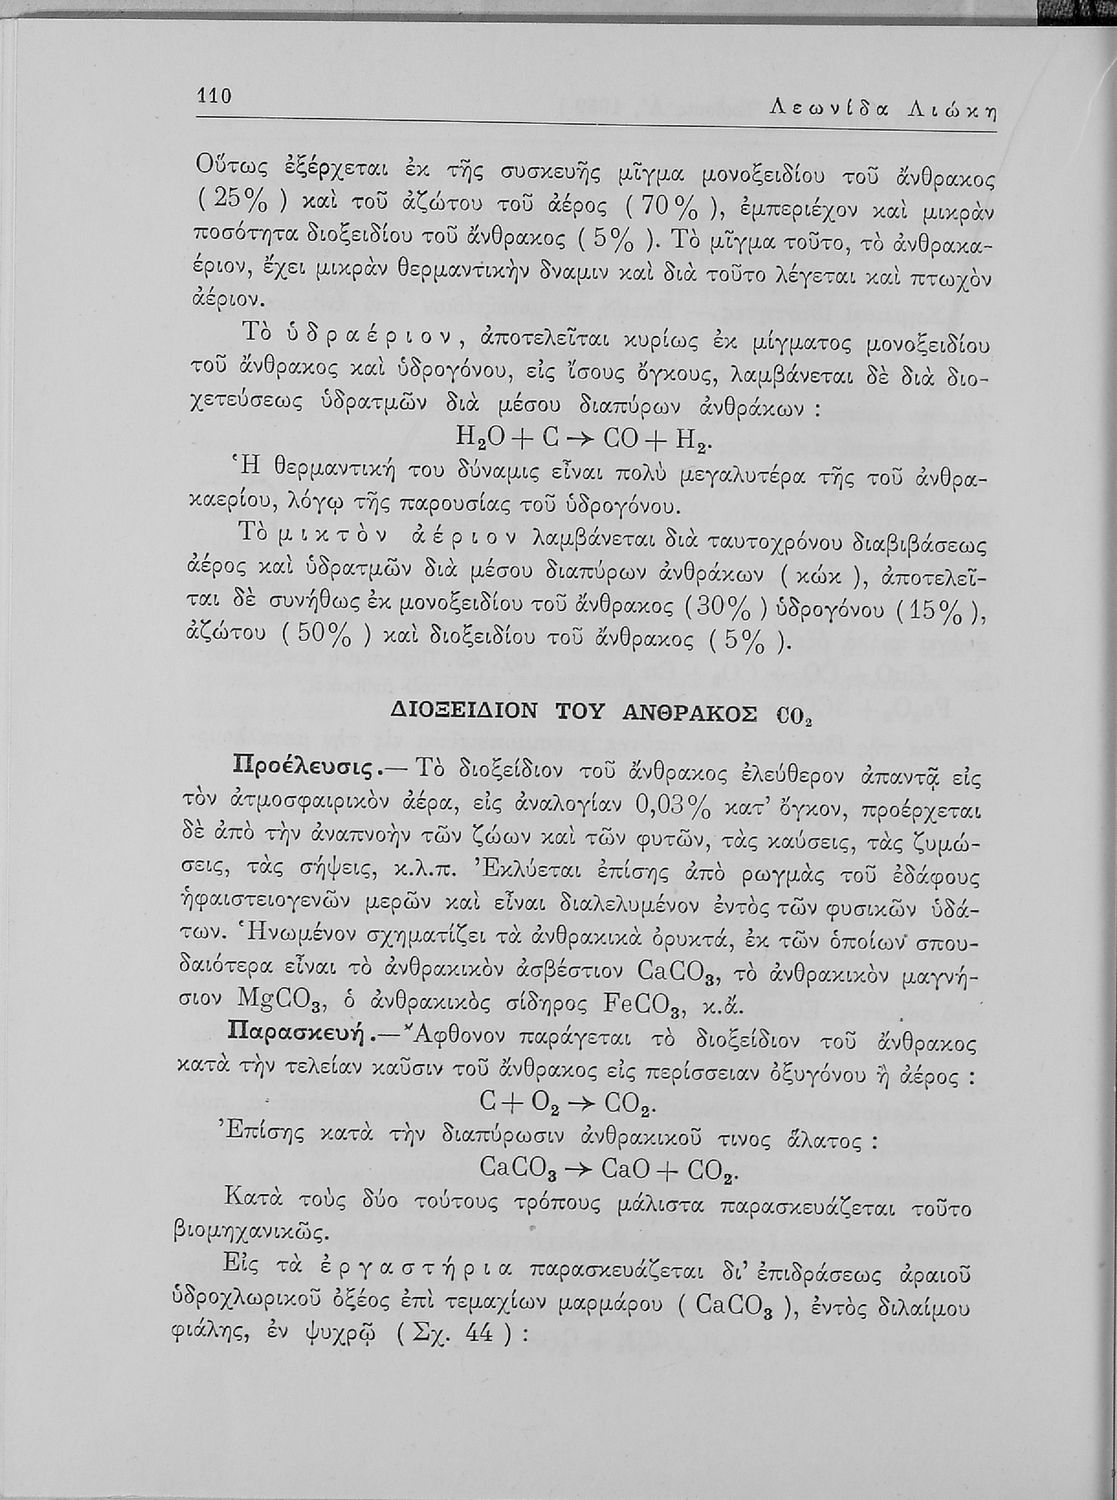 110
Λεωνίδα Λιώκη
Οὕτως ἐξέρχεται ἐκ τῆς συσκευῆς μῖγμα μονοξειδίου τοῦ ἄνθρακος
( 25% ) καὶ τοῦ ἀζώτου τοῦ ἀέρος ( 70% ), ἐμπεριέχον καὶ μικρὰν
ποσότητα διοξειδίου τοῦ ἄνθρακος ( 5% ). Τὸ μῖγμα τοῦτο, τὸ ἀνθρακα-
έριον, ἔχει μικρὰν θερμαντικὴν δναμιν καὶ διὰ τοῦτο λέγεται καὶ πτωχὸν
ἀέριον.
Τὸ ὑδραέριον, ἀποτελεῖται κυρίως ἐκ μίγματος μονοξειδίου
τοῦ ἄνθρακος καὶ ὑδρογόνου, εἰς ἴσους ὄγκους, λαμβάνεται δὲ διὰ διο-
χετεύσεως ὑδρατμῶν διὰ μέσου διαπύρων ἀνθράκων :
H₂O + C → CO + H₂.
Ἡ θερμαντική του δύναμις εἶναι πολὺ μεγαλυτέρα τῆς τοῦ ἀνθρα-
καερίου, λόγῳ τῆς παρουσίας τοῦ ὑδρογόνου.
Τὸ μικτὸν ἀέριον λαμβάνεται διὰ ταυτοχρόνου διαβιβάσεως
ἀέρος καὶ ὑδρατμῶν διὰ μέσου διαπύρων ἀνθράκων ( κώκ ), ἀποτελεῖ-
ται δὲ συνήθως ἐκ μονοξειδίου τοῦ ἄνθρακος (30% ) ὑδρογόνου (15% ),
ἀζώτου ( 50% ) καὶ διοξειδίου τοῦ ἄνθρακος ( 5% ).
ΔΙΟΞΕΙΔΙΟΝ ΤΟΥ ΑΝΘΡΑΚΟΣ CO₂
Προέλευσις.— Τὸ διοξείδιον τοῦ ἄνθρακος ἐλεύθερον ἀπαντᾷ εἰς
τὸν ἀτμοσφαιρικὸν ἀέρα, εἰς ἀναλογίαν 0,03% κατ’ ὄγκον, προέρχεται
δὲ ἀπὸ τὴν ἀναπνοὴν τῶν ζώων καὶ τῶν φυτῶν, τὰς καύσεις, τὰς ζυμώ-
σεις, τὰς σήψεις, κ.λ.π. Ἐκλύεται ἐπίσης ἀπὸ ρωγμὰς τοῦ ἐδάφους
ἡφαιστειογενῶν μερῶν καὶ εἶναι διαλελυμένον ἐντὸς τῶν φυσικῶν ὑδά-
των. Ἡνωμένον σχηματίζει τὰ ἀνθρακικὰ ὀρυκτά, ἐκ τῶν ὁποίων σπου-
δαιότερα εἶναι τὸ ἀνθρακικὸν ἀσβέστιον CaCO₃, τὸ ἀνθρακικὸν μαγνή-
σιον MgCO₃, ὁ ἀνθρακικὸς σίδηρος FeCO₃, κ.ἄ.
Παρασκευή.— Ἄφθονον παράγεται τὸ διοξείδιον τοῦ ἄνθρακος
κατὰ τὴν τελείαν καῦσιν τοῦ ἄνθρακος εἰς περίσσειαν ὀξυγόνου ἢ ἀέρος :
C + O₂ → CO₂.
Ἐπίσης κατὰ τὴν διαπύρωσιν ἀνθρακικοῦ τινος ἅλατος :
CaCO₃ → CaO + CO₂.
Κατὰ τοὺς δύο τούτους τρόπους μάλιστα παρασκευάζεται τοῦτο
βιομηχανικῶς.
Εἰς τὰ ἐργαστήρια παρασκευάζεται δι’ ἐπιδράσεως ἀραιοῦ
ὑδροχλωρικοῦ ὀξέος ἐπὶ τεμαχίων μαρμάρου ( CaCO₃ ), ἐντὸς διλαίμου
φιάλης, ἐν ψυχρῷ ( Σχ. 44 ) :